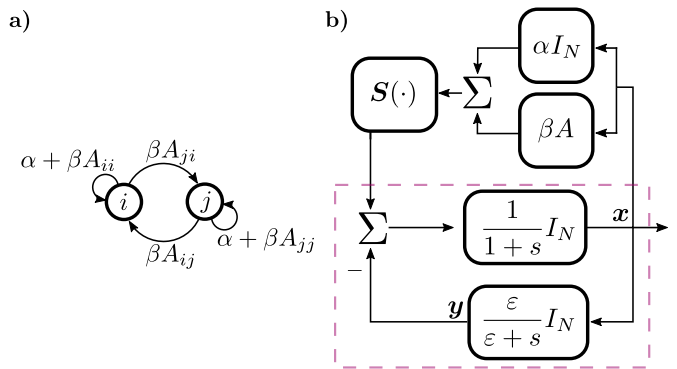 a)
α + βA_ii
βA_ji
i
j
βA_ij
α + βA_jj
b)
αI_N
S(·)
∑
βA
∑
1
1 + s
I_N
x
−
y
ε
ε + s
I_N